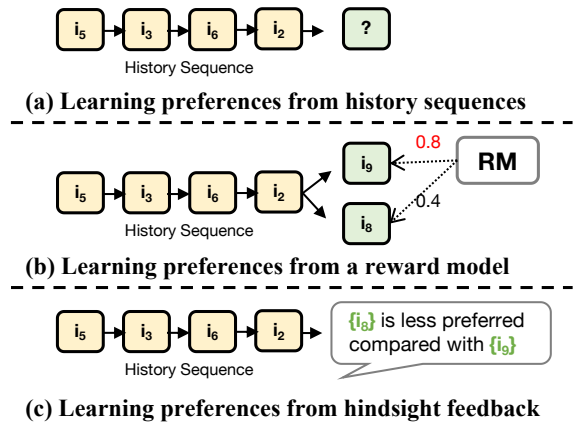 i5 i3 i6 i2 ?
History Sequence
(a) Learning preferences from history sequences
0.8
i9 RM
i5 i3 i6 i2
0.4
i8
History Sequence
(b) Learning preferences from a reward model
{i8} is less preferred
i5 i3 i6 i2
compared with {i9}
History Sequence
(c) Learning preferences from hindsight feedback